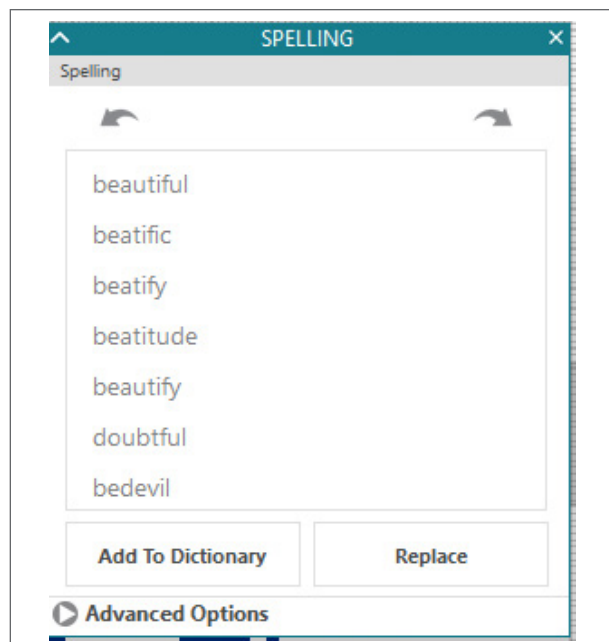 SPELLING
Spelling
beautiful
beatific
beatify
beatitude
beautify
doubtful
bedevil
Add To Dictionary Replace
Advanced Options